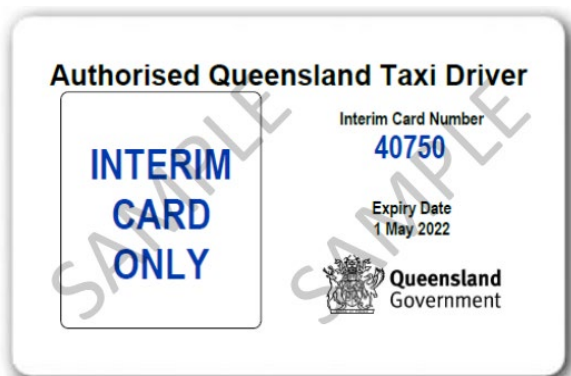 Authorised Queensland Taxi Driver
INTERIM
CARD
ONLY
Interim Card Number
40750
Expiry Date
1 May 2022
Queensland
Government
SAMPLE
SAMPLE